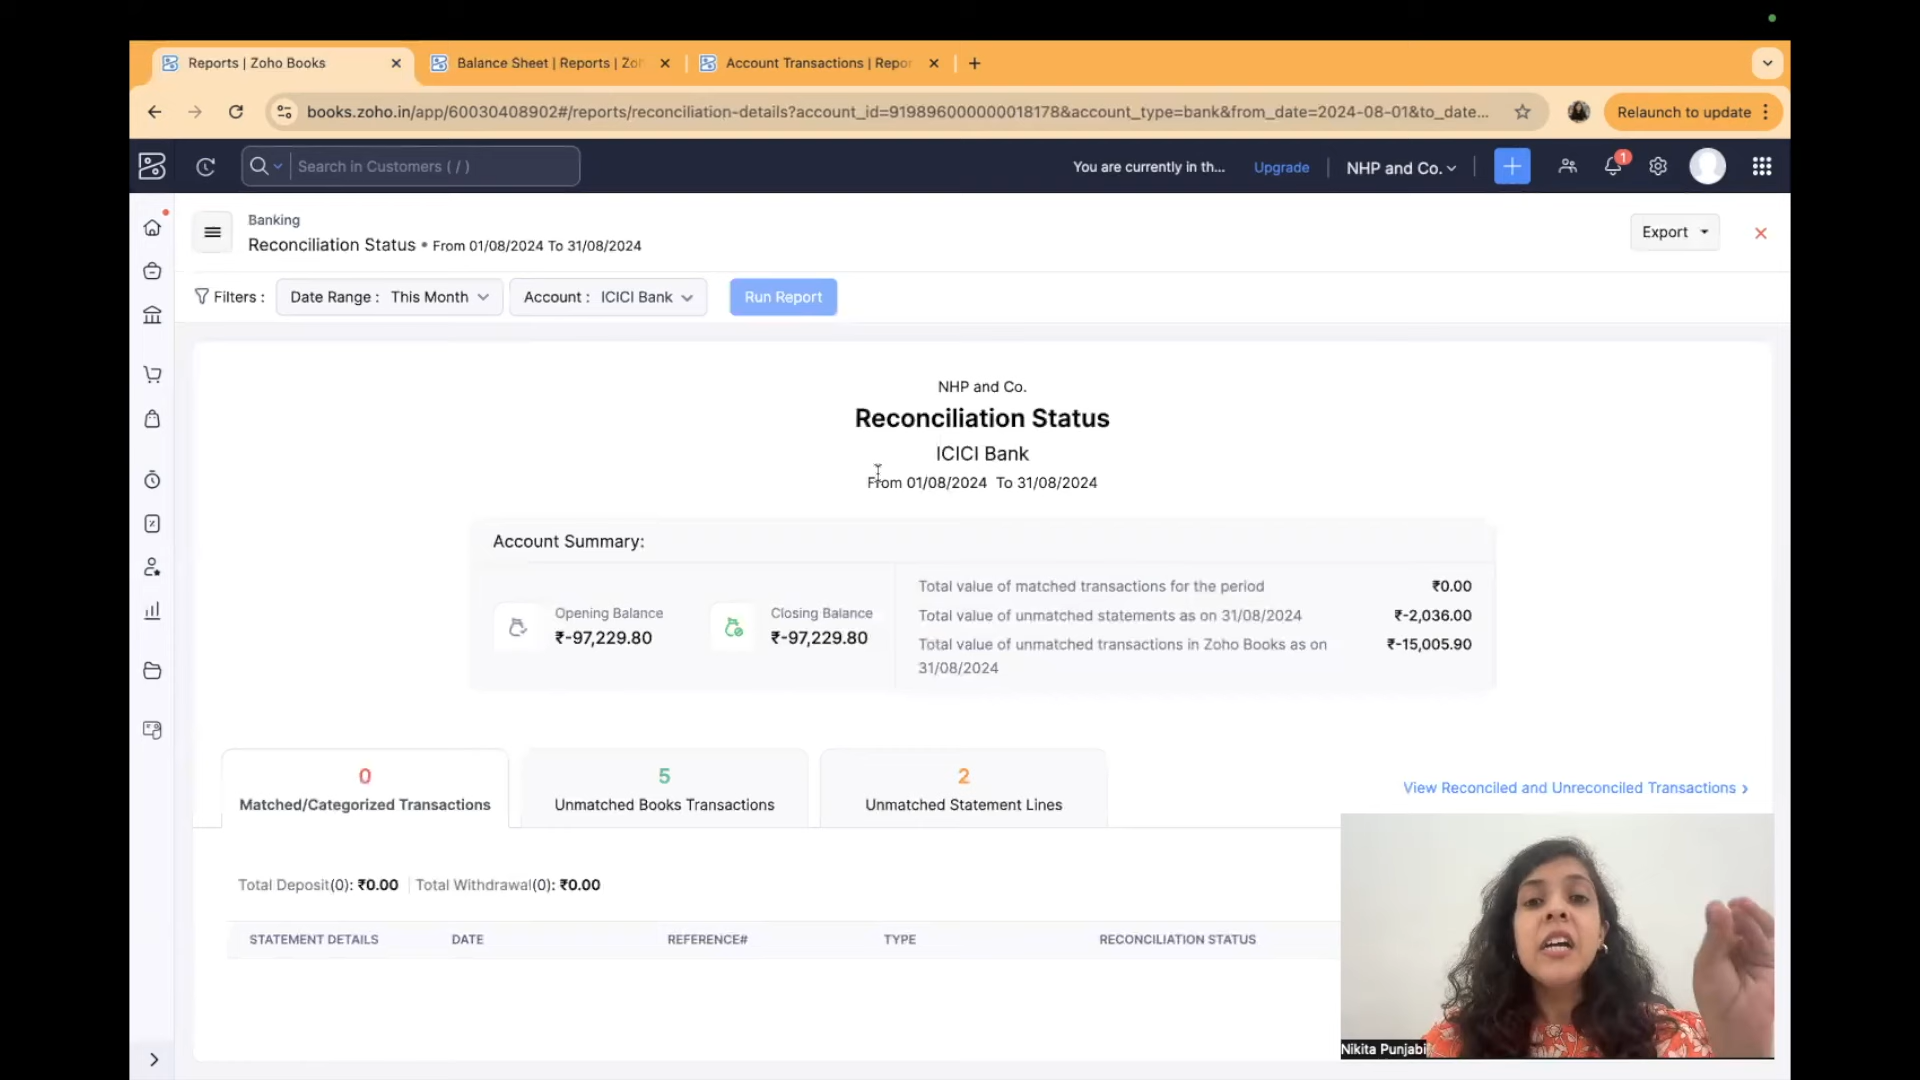 Reports | Zoho Books
Balance Sheet | Reports | Zoh
Account Transactions | Repor
books.zoho.in/app/60030408902#/reports/reconciliation-details?account_id=919896000000018178&account_type=bank&from_date=2024-08-01&to_date...
Relaunch to update
Search in Customers ( / )
You are currently in th...
Upgrade
NHP and Co.
1
Banking
Reconciliation Status • From 01/08/2024 To 31/08/2024
Export
Filters :
Date Range : This Month
Account : ICICI Bank
Run Report
NHP and Co.
Reconciliation Status
ICICI Bank
From 01/08/2024 To 31/08/2024
Account Summary:
Opening Balance
₹-97,229.80
Closing Balance
₹-97,229.80
Total value of matched transactions for the period ₹0.00
Total value of unmatched statements as on 31/08/2024 ₹-2,036.00
Total value of unmatched transactions in Zoho Books as on ₹-15,005.90
31/08/2024
0
Matched/Categorized Transactions
5
Unmatched Books Transactions
2
Unmatched Statement Lines
View Reconciled and Unreconciled Transactions
Total Deposit(0): ₹0.00 Total Withdrawal(0): ₹0.00
STATEMENT DETAILS DATE REFERENCE# TYPE RECONCILIATION STATUS
Nikita Punjabi